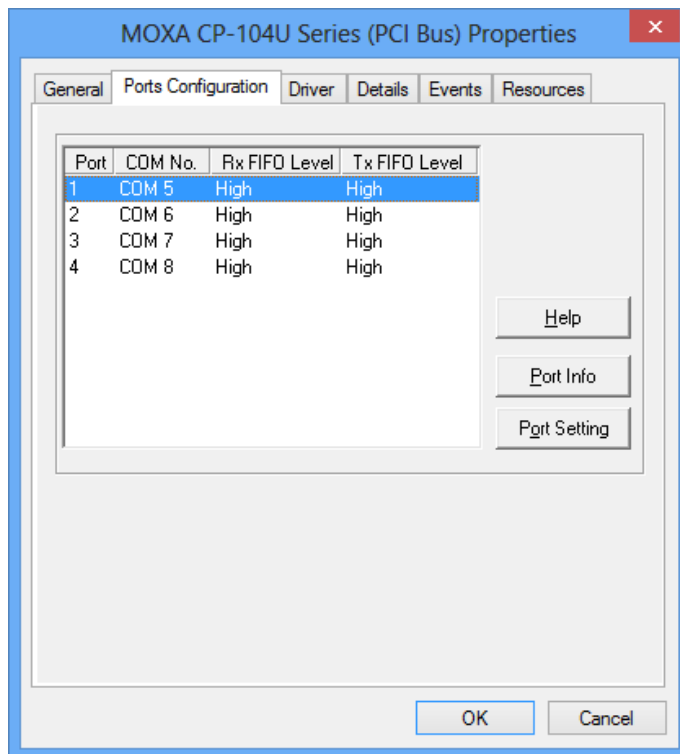 MOXA CP-104U Series (PCI Bus) Properties
General Ports Configuration Driver Details Events Resources
Port COM No. Rx FIFO Level Tx FIFO Level
1 COM 5 High High
2 COM 6 High High
3 COM 7 High High
4 COM 8 High High
Help
Port Info
Port Setting
OK Cancel